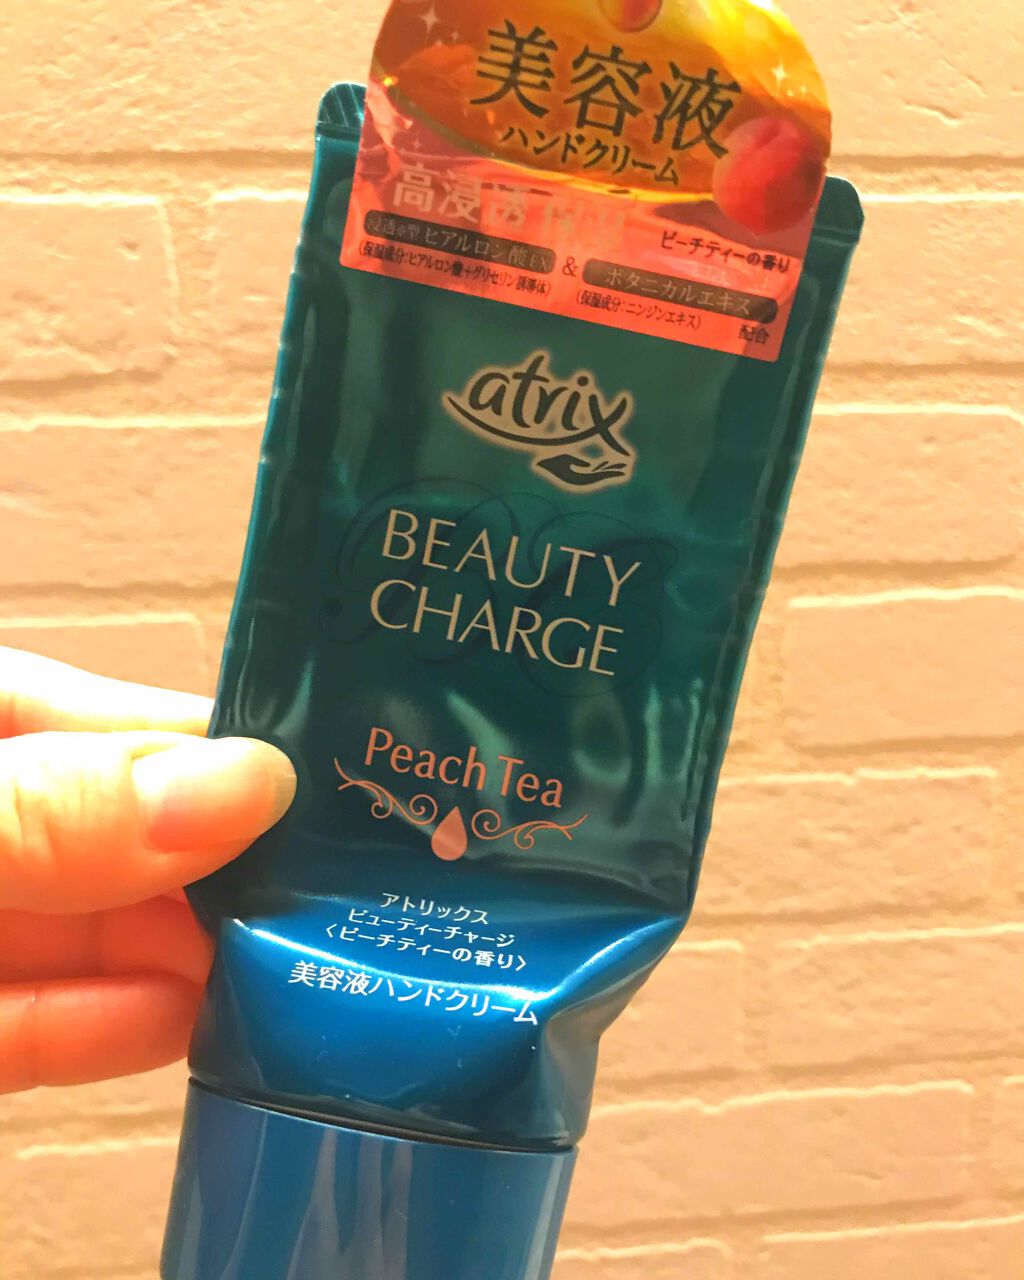 美容液
ハンドクリーム
高浸透 保湿
ピーチティーの香り
浸透※型 ヒアルロン酸EX
&
ボタニカルエキス
(保湿成分:ヒアルロン酸+グリセリン誘導体)
(保湿成分:ニンジンエキス)
配合
atrix
BEAUTY
CHARGE
Peach Tea
アトリックス
ビューティーチャージ
〈ピーチティーの香り〉
美容液ハンドクリーム